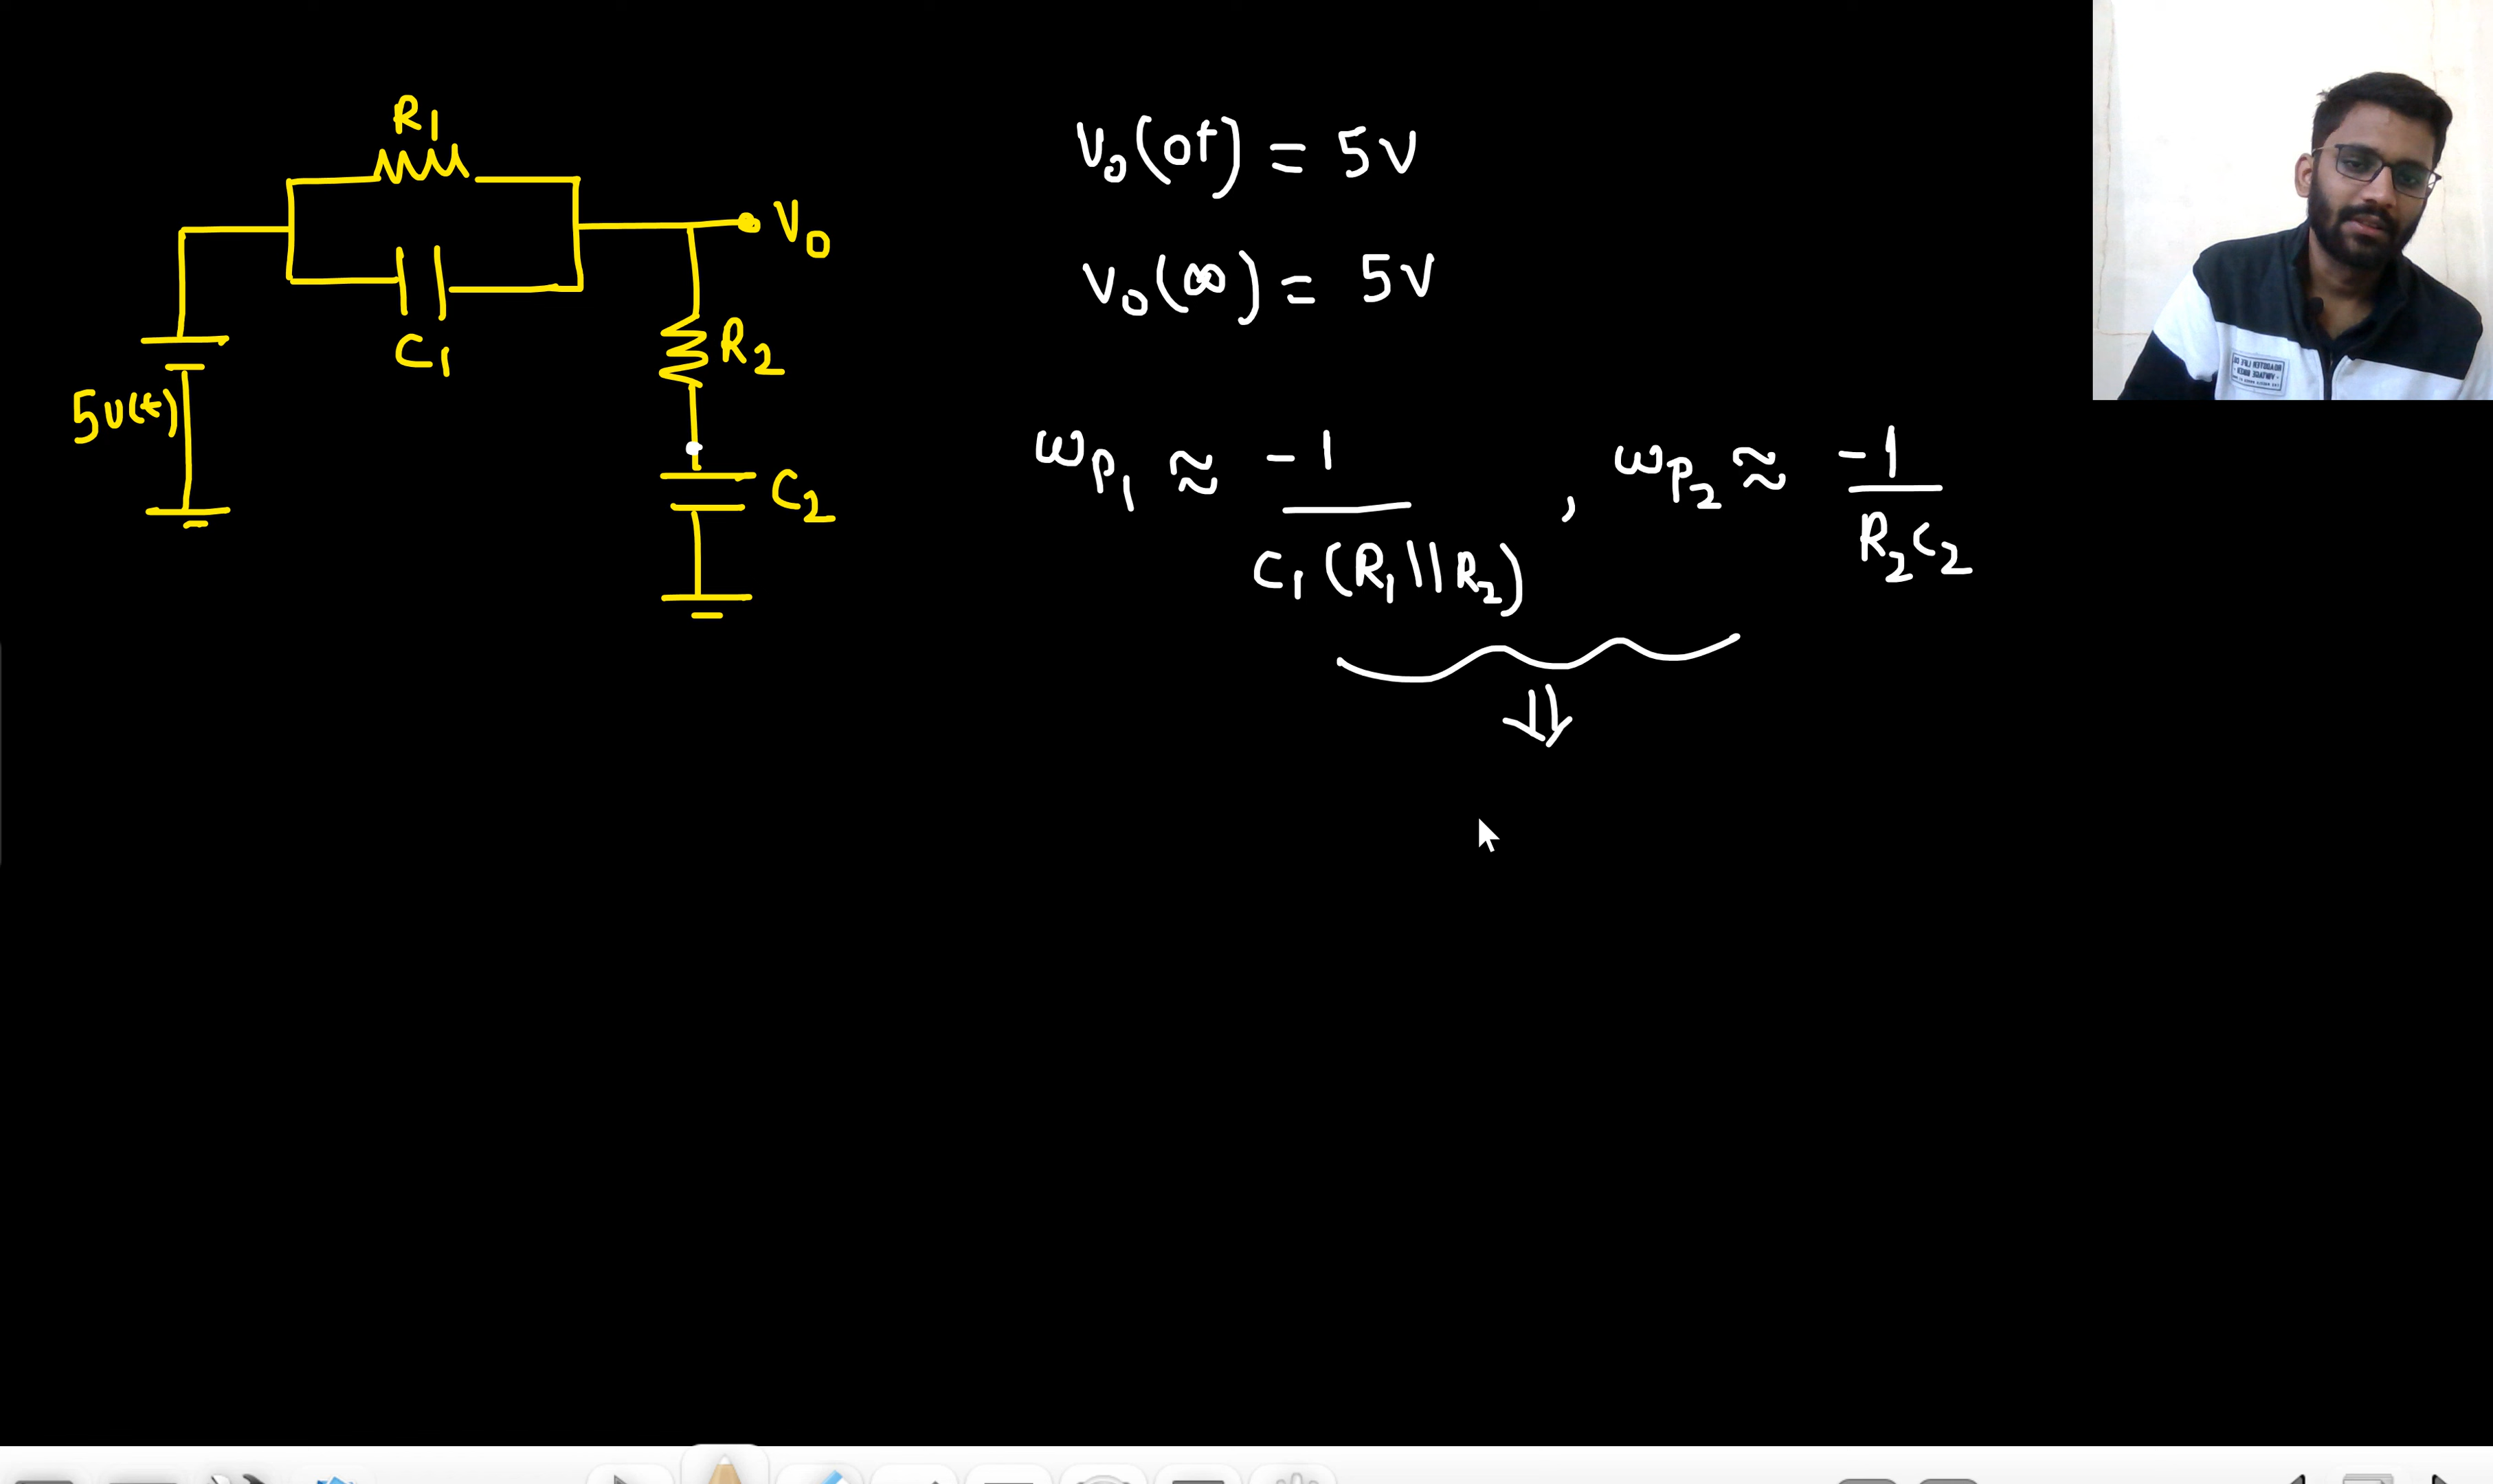 R1
C1
5u(t)
V0
R2
C2
V0(0+) = 5V
V0(∞) = 5V
ωp1 ≈ -1 / C1(R1||R2) , ωp2 ≈ -1 / R2C2